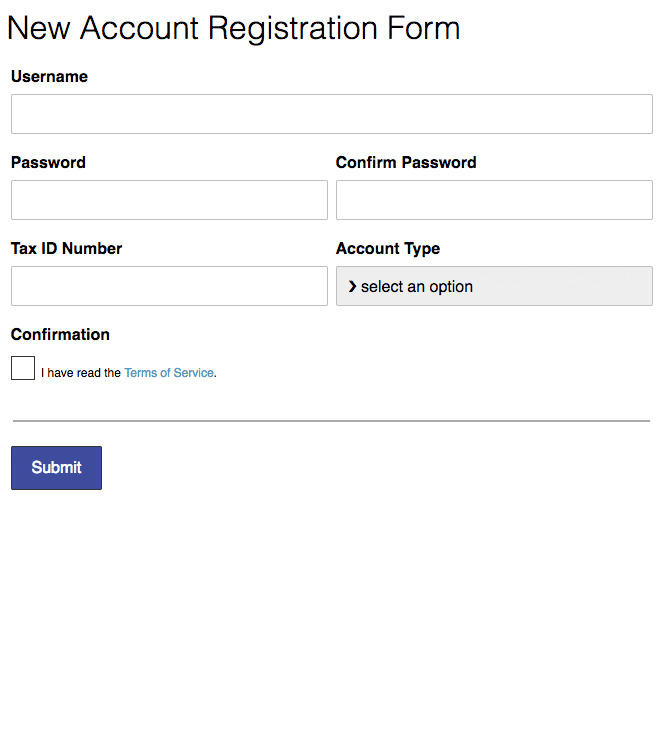 New Account Registration Form
Username
Password Confirm Password
Tax ID Number Account Type
❯ select an option
Confirmation
I have read the Terms of Service.
Submit